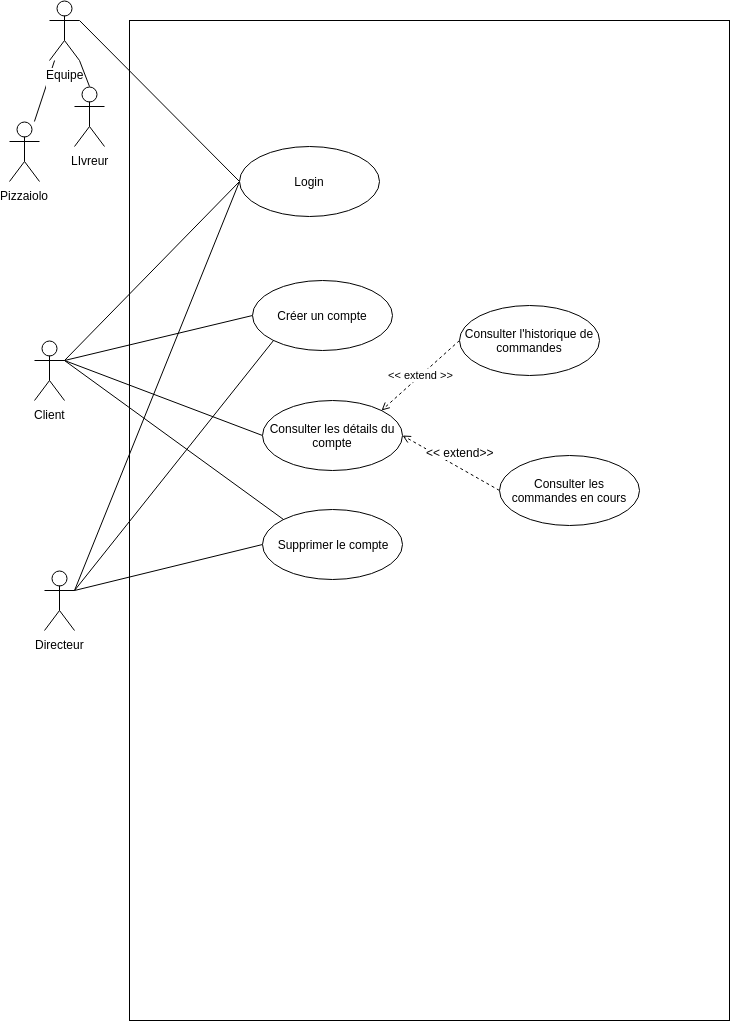 Equipe
LIvreur
Pizzaiolo
Login
Créer un compte
Consulter l'historique de
commandes
<< extend >>
Client
Consulter les détails du
compte
<< extend>>
Consulter les
commandes en cours
Supprimer le compte
Directeur